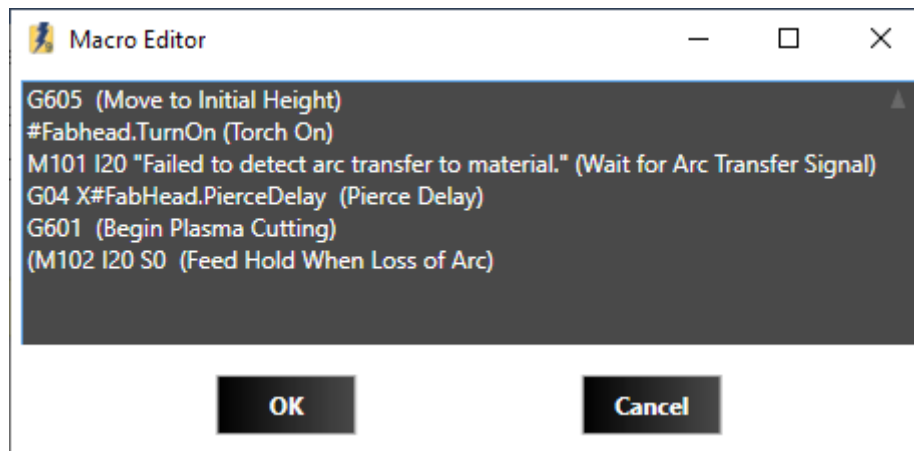 Macro Editor
G605  (Move to Initial Height)
#Fabhead.TurnOn (Torch On)
M101 I20 "Failed to detect arc transfer to material." (Wait for Arc Transfer Signal)
G04 X#FabHead.PierceDelay  (Pierce Delay)
G601  (Begin Plasma Cutting)
(M102 I20 S0  (Feed Hold When Loss of Arc)
OK
Cancel